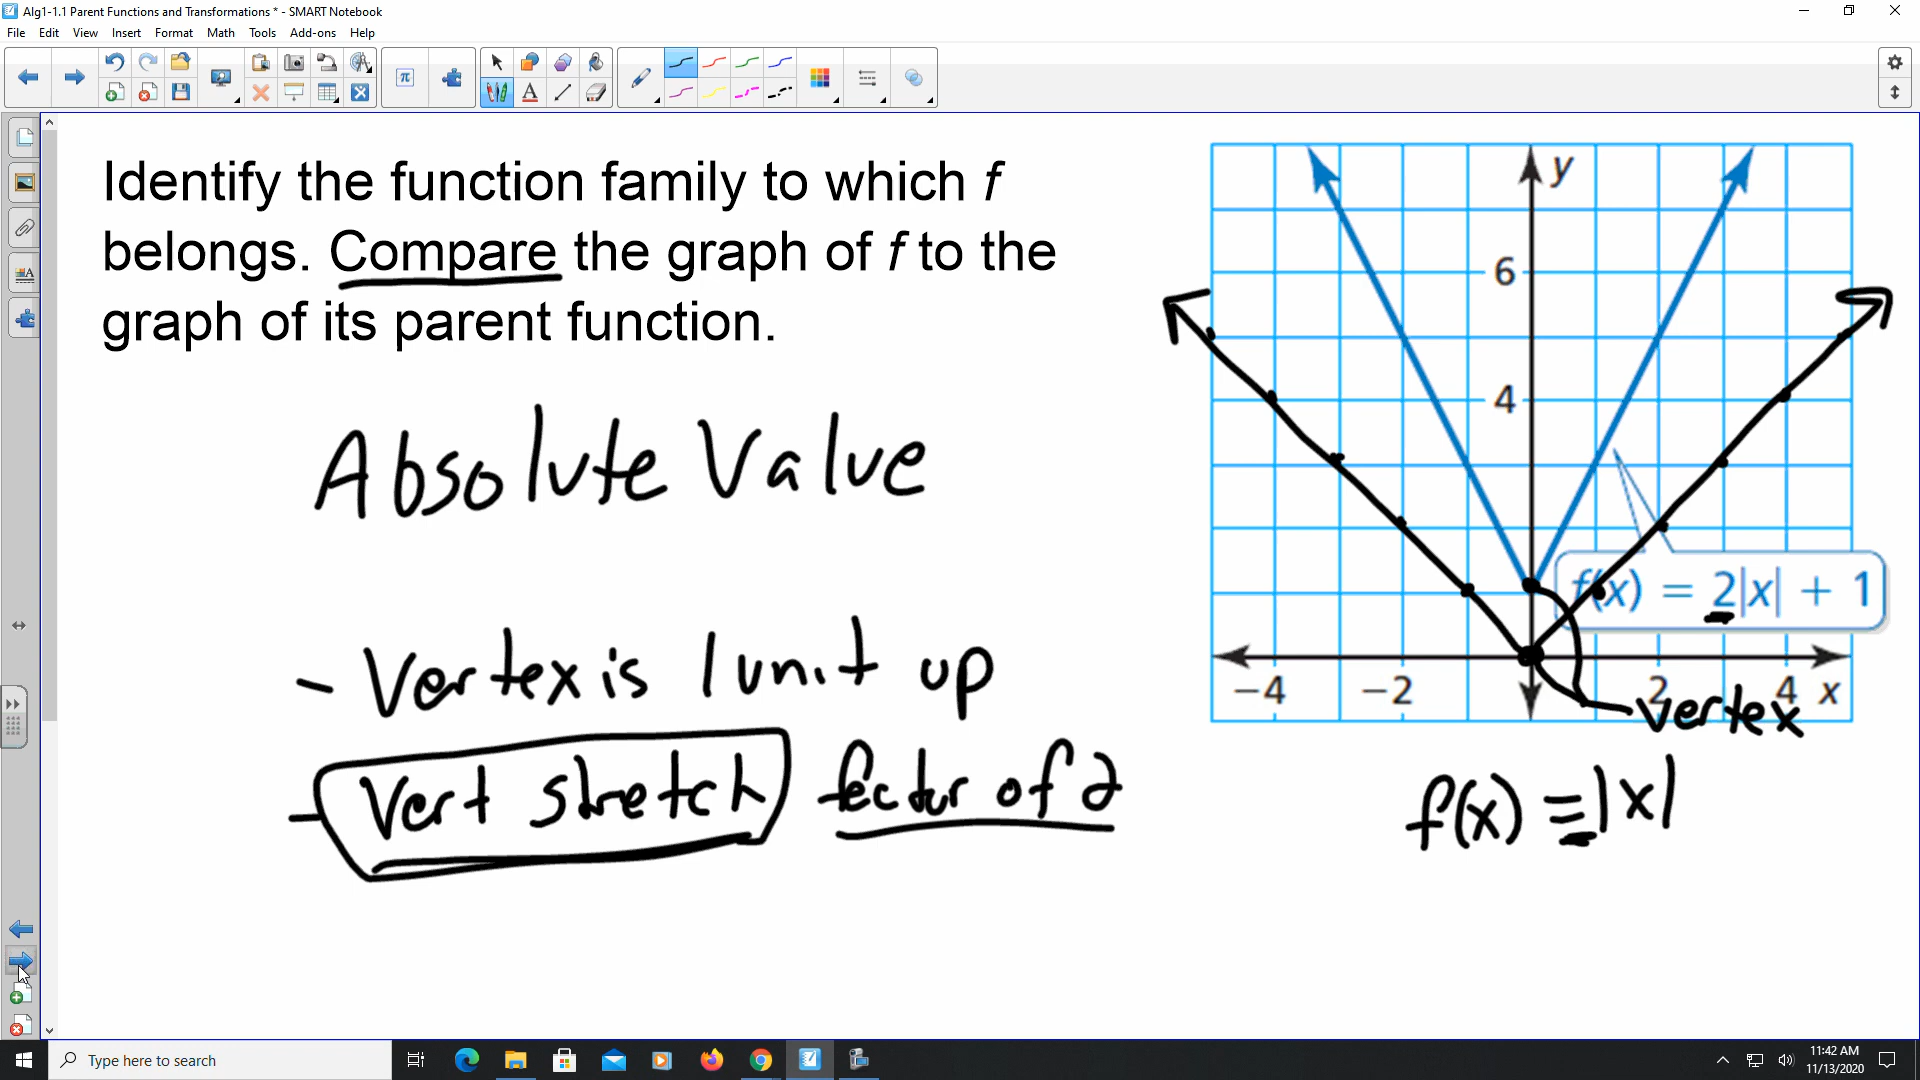 Alg1-1.1 Parent Functions and Transformations * - SMART Notebook
File Edit View Insert Format Math Tools Add-ons Help
Identify the function family to which f
belongs. Compare the graph of f to the
graph of its parent function.
Absolute Value
- Vertex is 1 unit up
- Vert stretch factor of 2
y
6
4
f(x) = 2|x| + 1
-4 -2 2 4 x
vertex
f(x) = |x|
Type here to search
11:42 AM
11/13/2020